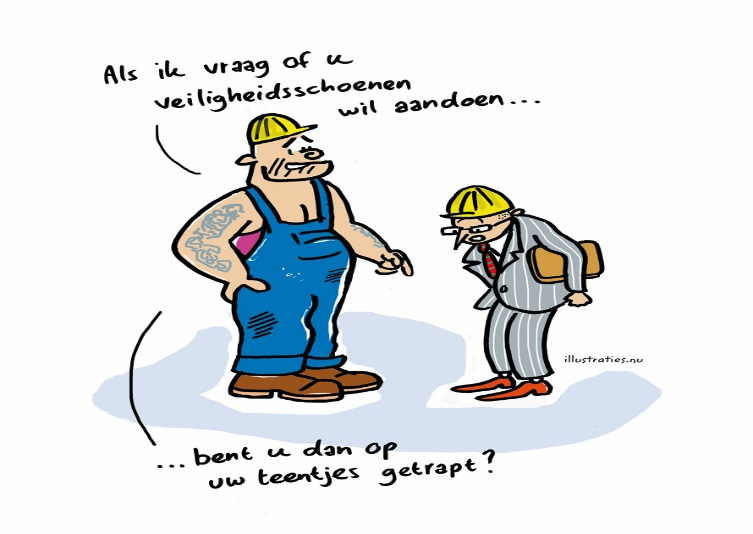 Als ik vraag of u
veiligheidsschoenen
wil aandoen...
illustraties.nu
...bent u dan op
uw teentjes getrapt?